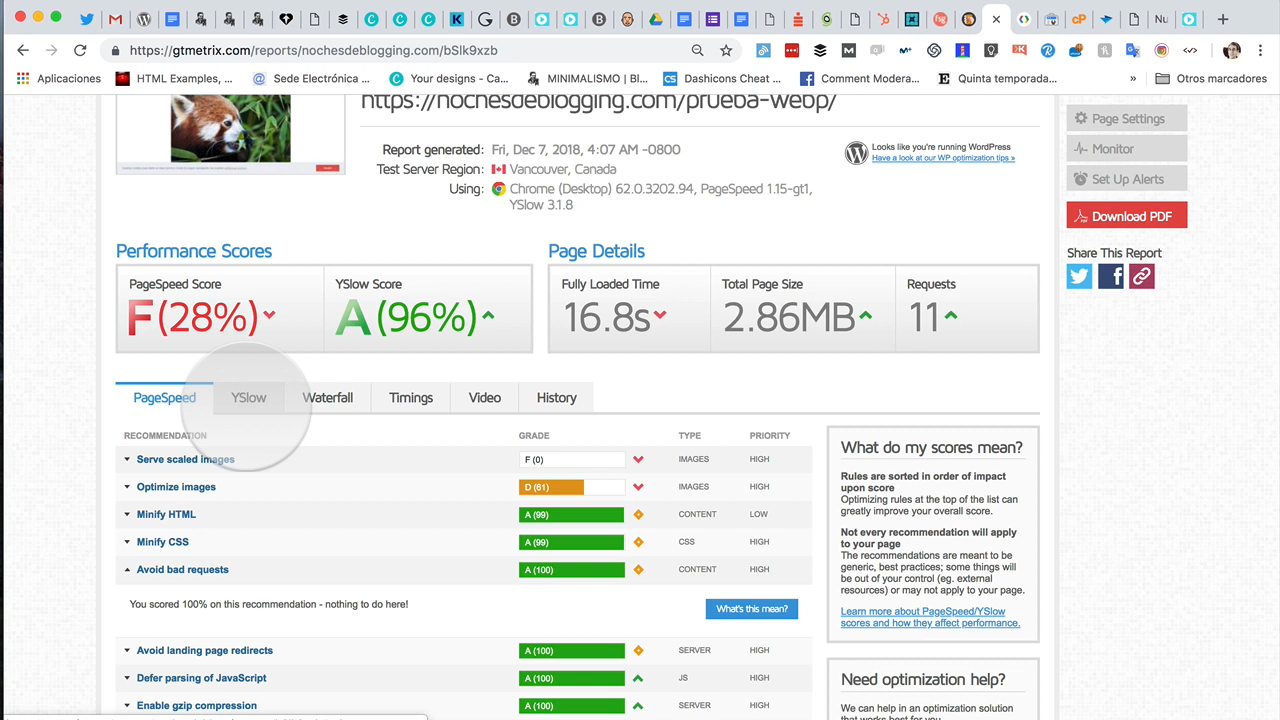 Nu
https://gtmetrix.com/reports/nochesdeblogging.com/bSlk9xzb
Aplicaciones
HTML Examples, ...
Sede Electrónica ...
Your designs - Ca...
MINIMALISMO | Bl...
Dashicons Cheat ...
Comment Modera...
Quinta temporada...
»
Otros marcadores
https://nochesdeblogging.com/prueba-webp/
Report generated: Fri, Dec 7, 2018, 4:07 AM -0800
Test Server Region: Vancouver, Canada
Using: Chrome (Desktop) 62.0.3202.94, PageSpeed 1.15-gt1,
YSlow 3.1.8
Looks like you're running WordPress
Have a look at our WP optimization tips »
Page Settings
Monitor
Set Up Alerts
Download PDF
Share This Report
Performance Scores
PageSpeed Score
F(28%)
YSlow Score
A(96%)
Page Details
Fully Loaded Time
16.8s
Total Page Size
2.86MB
Requests
11
PageSpeed YSlow Waterfall Timings Video History
RECOMMENDATION GRADE TYPE PRIORITY
Serve scaled images F (0) IMAGES HIGH
Optimize images D (61) IMAGES HIGH
Minify HTML A (99) CONTENT LOW
Minify CSS A (99) CSS HIGH
Avoid bad requests A (100) CONTENT HIGH
You scored 100% on this recommendation - nothing to do here! What's this mean?
Avoid landing page redirects A (100) SERVER HIGH
Defer parsing of JavaScript A (100) JS HIGH
Enable gzip compression A (100) SERVER HIGH
What do my scores mean?
Rules are sorted in order of impact
upon score
Optimizing rules at the top of the list can
greatly improve your overall score.
Not every recommendation will apply
to your page
The recommendations are meant to be
generic, best practices; some things will
be out of your control (eg. external
resources) or may not apply to your page.
Learn more about PageSpeed/YSlow
scores and how they affect performance.
Need optimization help?
We can help in an optimization solution
that works best for you.